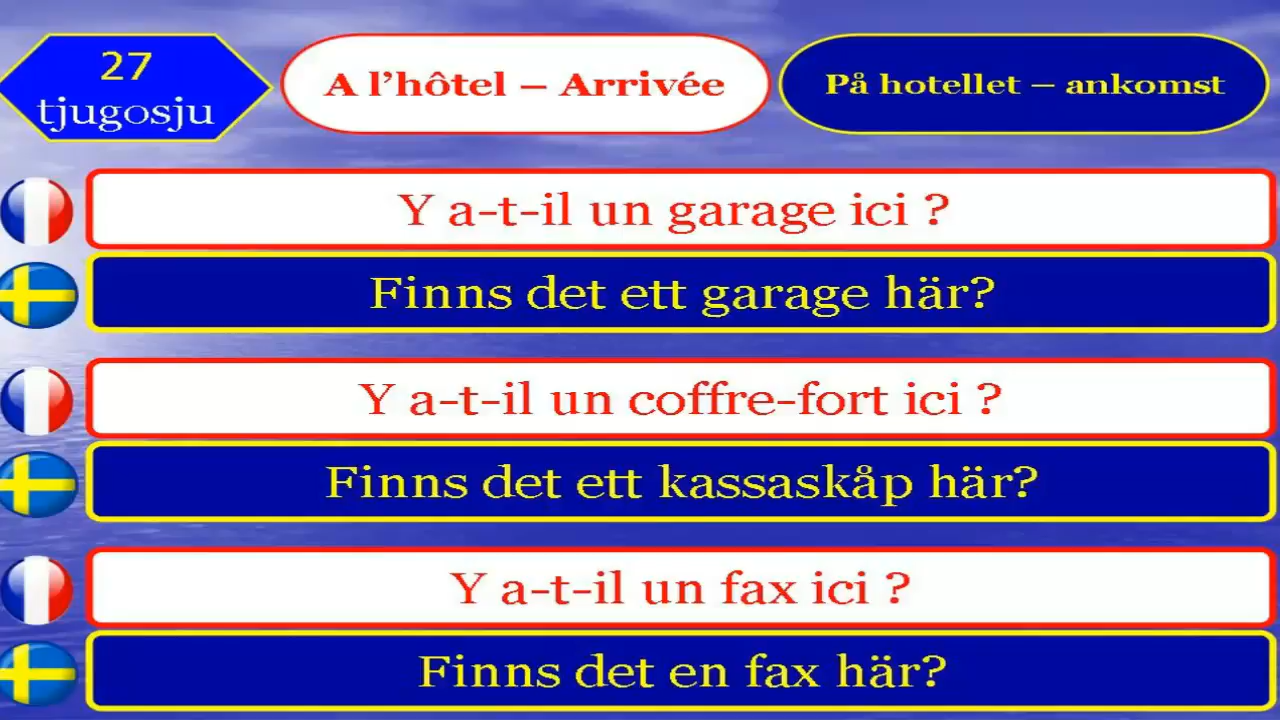 27
tjugosju
A l’hôtel – Arrivée
På hotellet – ankomst
Y a-t-il un garage ici ?
Finns det ett garage här?
Y a-t-il un coffre-fort ici ?
Finns det ett kassaskåp här?
Y a-t-il un fax ici ?
Finns det en fax här?